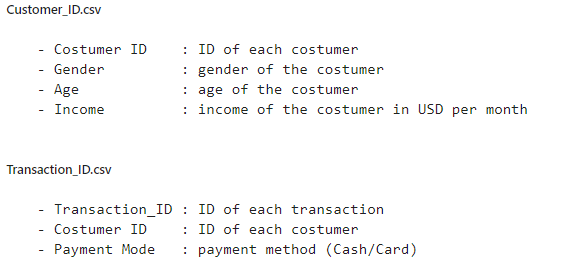 Customer_ID.csv
- Costumer ID : ID of each costumer
- Gender : gender of the costumer
- Age : age of the costumer
- Income : income of the costumer in USD per month
Transaction_ID.csv
- Transaction_ID : ID of each transaction
- Costumer ID : ID of each costumer
- Payment Mode : payment method (Cash/Card)